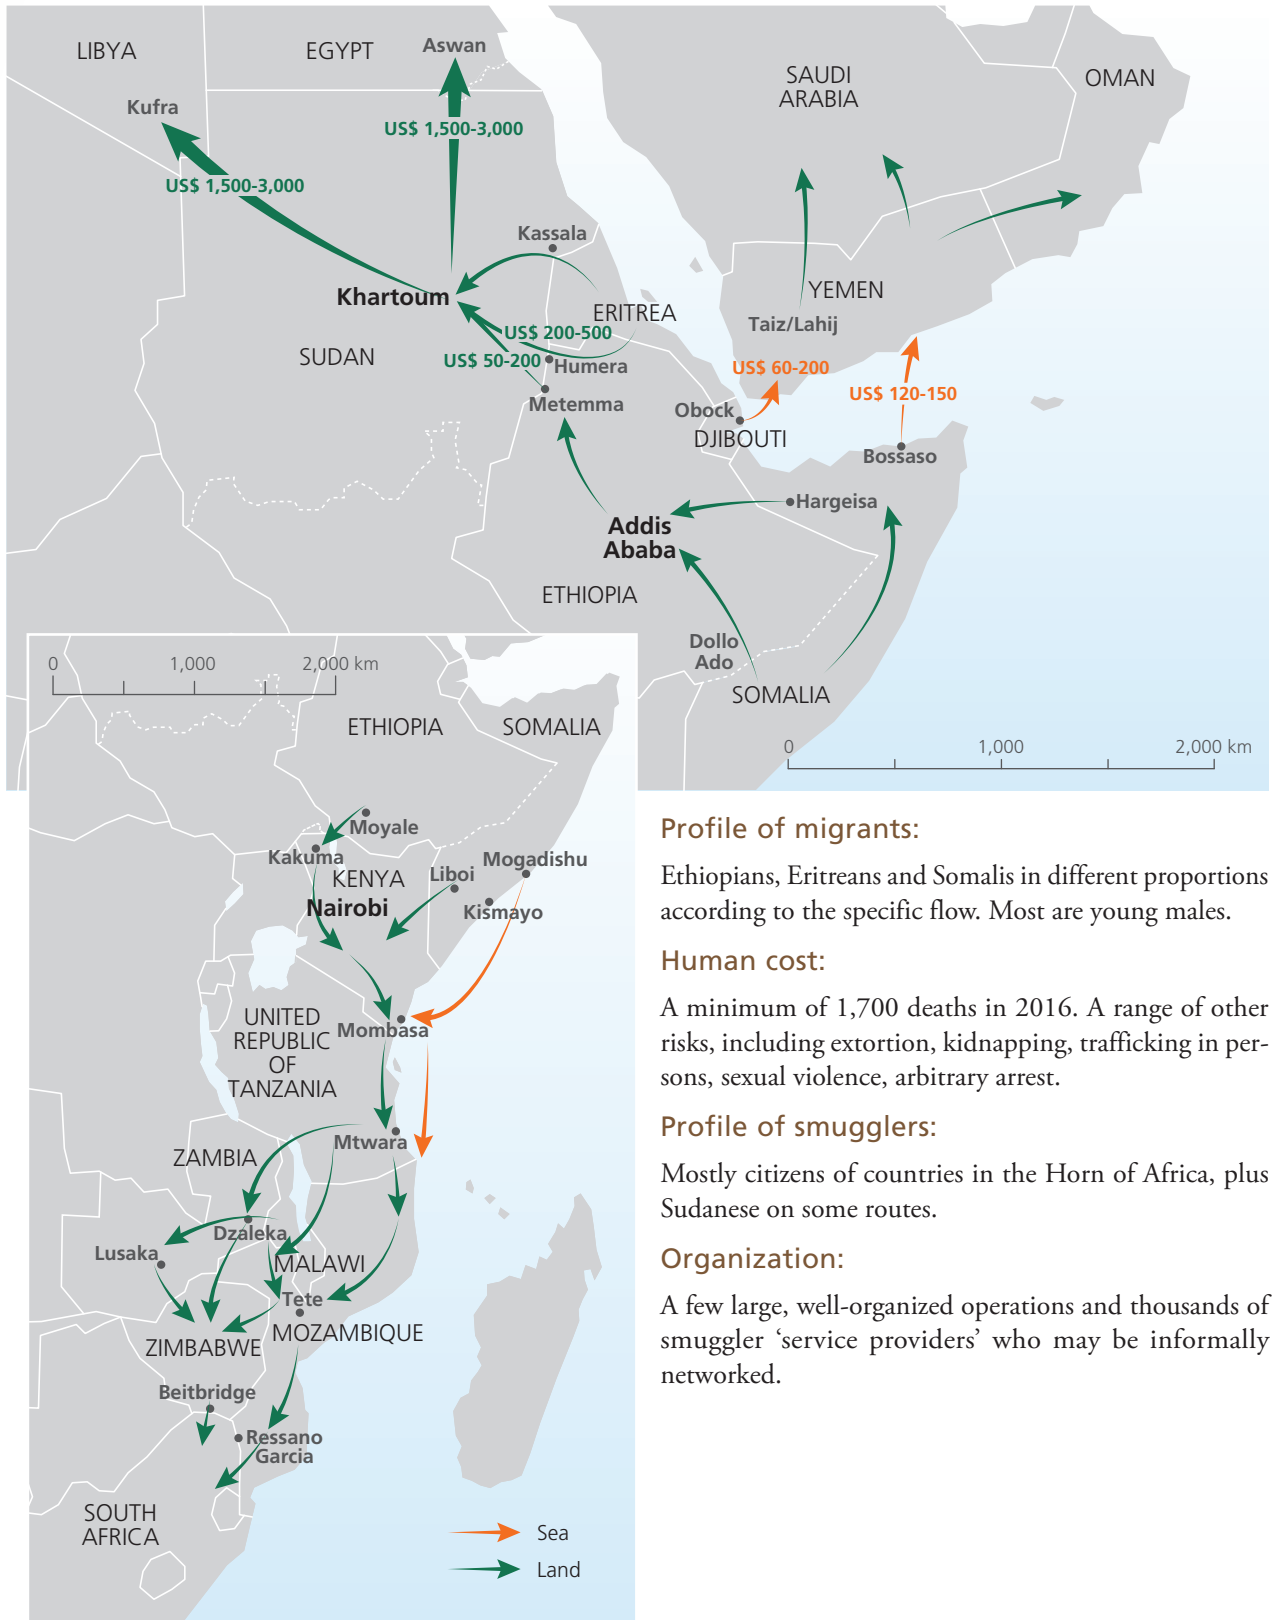 LIBYA
EGYPT
Aswan
SAUDI
ARABIA
OMAN
Kufra
US$ 1,500-3,000
US$ 1,500-3,000
Kassala
Khartoum
ERITREA
YEMEN
Taiz/Lahij
SUDAN
US$ 200-500
US$ 50-200
Humera
Metemma
US$ 60-200
US$ 120-150
Obock
DJIBOUTI
Bossaso
Hargeisa
Addis
Ababa
ETHIOPIA
Dollo
Ado
SOMALIA
0 1,000 2,000 km
0 1,000 2,000 km
ETHIOPIA
SOMALIA
Moyale
Kakuma
KENYA
Liboi
Mogadishu
Nairobi
Kismayo
UNITED
REPUBLIC
OF
TANZANIA
Mombasa
Mtwara
ZAMBIA
Dzaleka
Lusaka
MALAWI
Tete
MOZAMBIQUE
ZIMBABWE
Beitbridge
Ressano
Garcia
SOUTH
AFRICA
Sea
Land
Profile of migrants:
Ethiopians, Eritreans and Somalis in different proportions
according to the specific flow. Most are young males.
Human cost:
A minimum of 1,700 deaths in 2016. A range of other
risks, including extortion, kidnapping, trafficking in per-
sons, sexual violence, arbitrary arrest.
Profile of smugglers:
Mostly citizens of countries in the Horn of Africa, plus
Sudanese on some routes.
Organization:
A few large, well-organized operations and thousands of
smuggler ‘service providers’ who may be informally
networked.